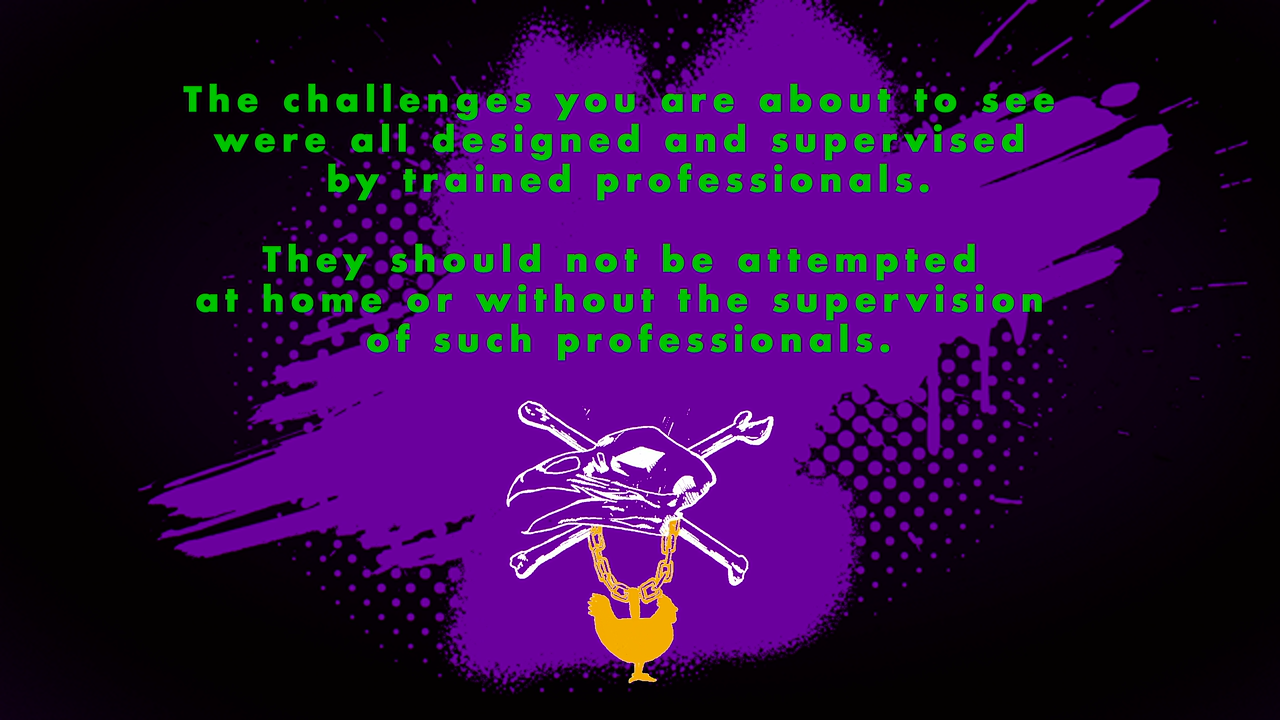 The challenges you are about to see
were all designed and supervised
by trained professionals.
They should not be attempted
at home or without the supervision
of such professionals.